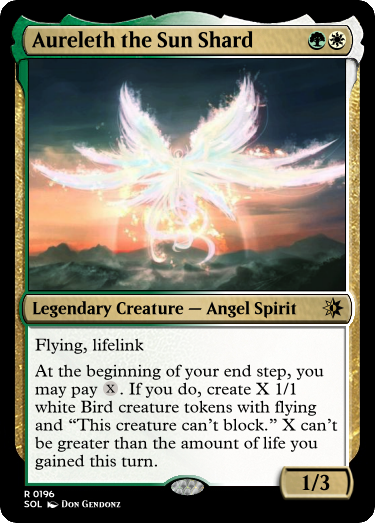 Aureleth the Sun Shard
Legendary Creature — Angel Spirit
Flying, lifelink
At the beginning of your end step, you
may pay X. If you do, create X 1/1
white Bird creature tokens with flying
and “This creature can’t block.” X can’t
be greater than the amount of life you
gained this turn.
1/3
R 0196
SOL Don Gendonz